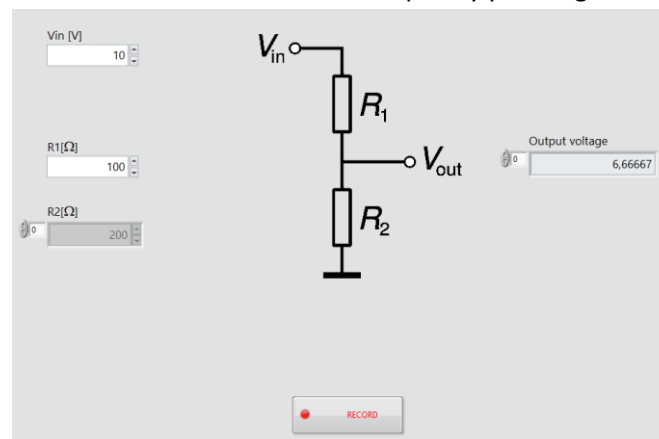 Vin [V]
10
Vin
R1
R1[Ω]
100
Vout
Output voltage
0
6,66667
R2[Ω]
0
200
R2
RECORD